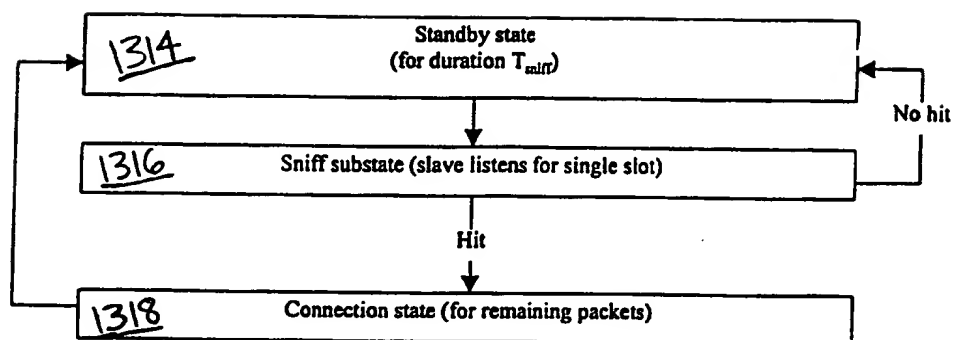 1314
Standby state
(for duration Tsniff)
No hit
1316
Sniff substate (slave listens for single slot)
Hit
1318
Connection state (for remaining packets)